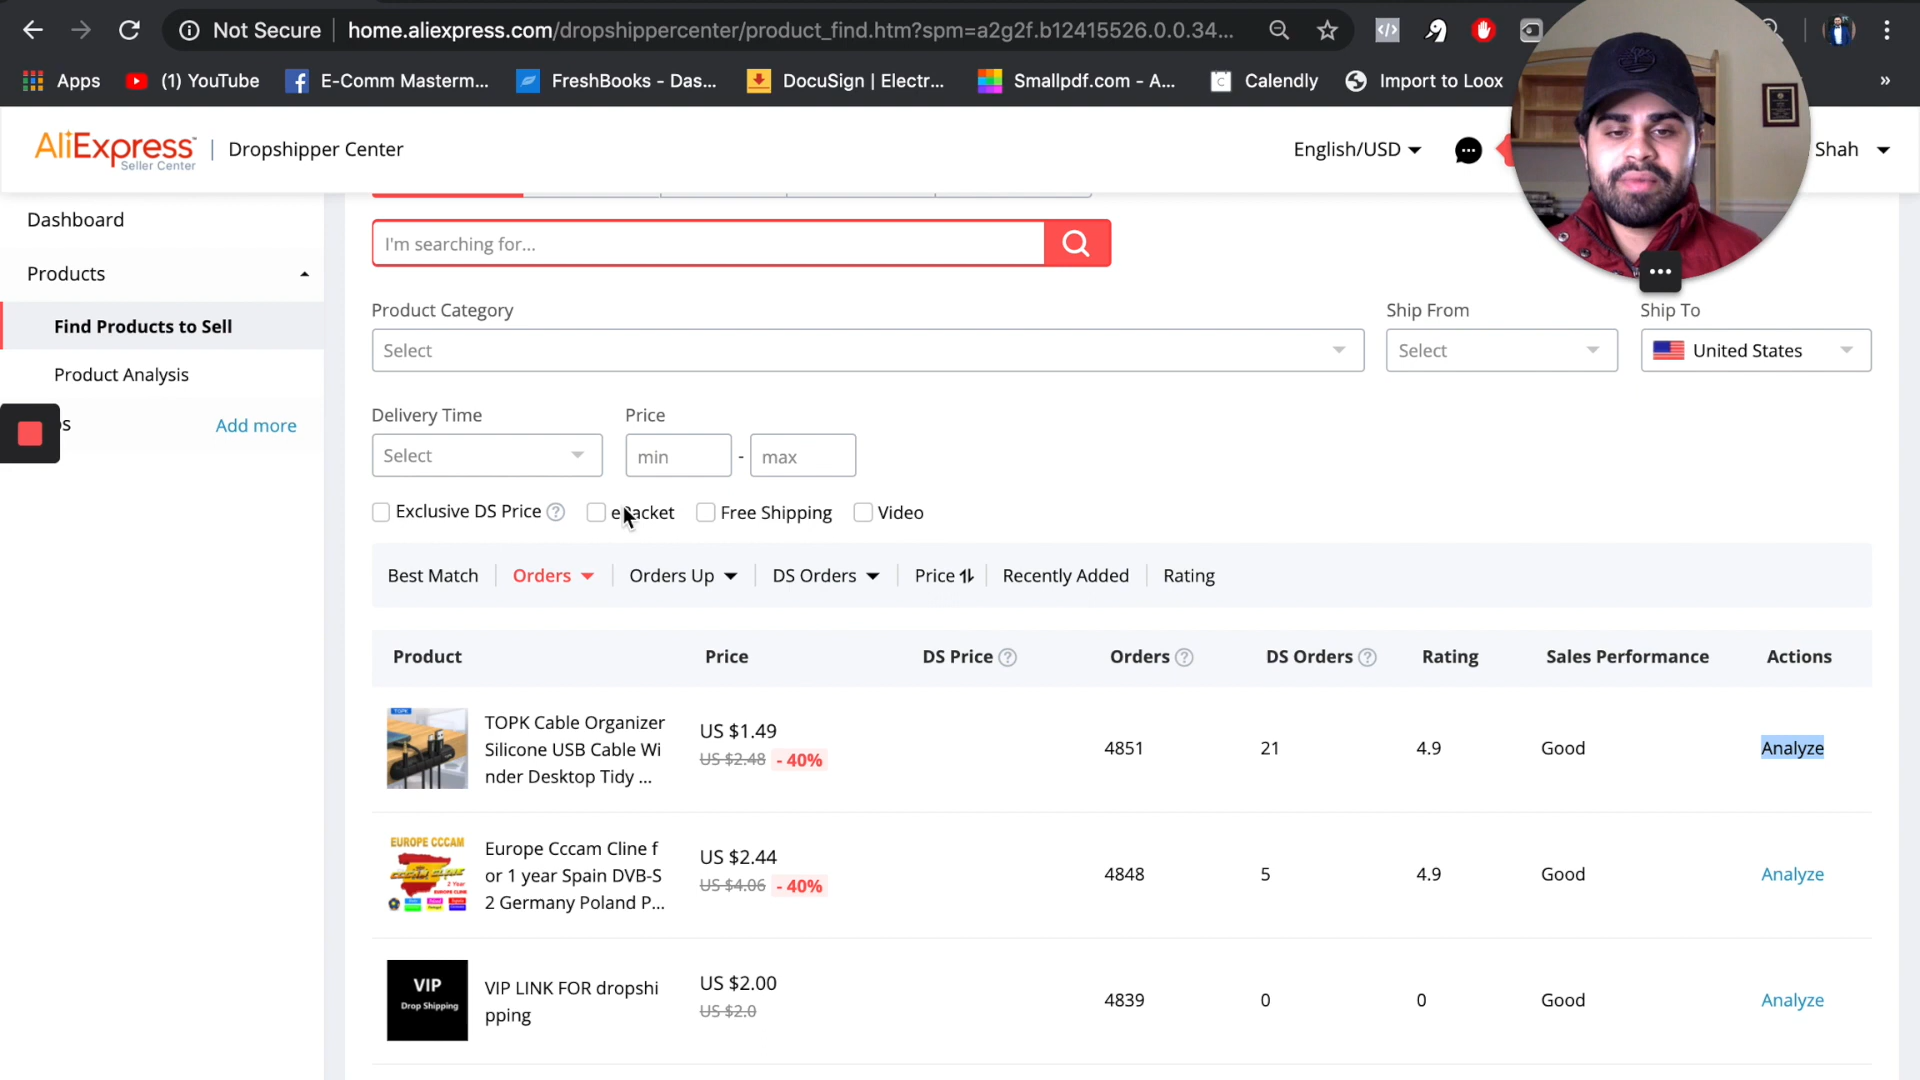 Not Secure | home.aliexpress.com/dropshippercenter/product_find.htm?spm=a2g2f.b12415526.0.0.34...
Apps
(1) YouTube
E-Comm Masterm...
FreshBooks - Das...
DocuSign | Electr...
Smallpdf.com - A...
Calendly
Import to Loox
»
AliExpress
Seller Center
Dropshipper Center
English/USD
Shah
Dashboard
Products
Find Products to Sell
Product Analysis
Add more
I'm searching for...
Product Category
Select
Ship From
Select
Ship To
United States
Delivery Time
Select
Price
min
-
max
Exclusive DS Price
Free Shipping
Video
Best Match
Orders
Orders Up
DS Orders
Price
Recently Added
Rating
Product
Price
DS Price
Orders
DS Orders
Rating
Sales Performance
Actions
TOPK
TOPK Cable Organizer
Silicone USB Cable Wi
nder Desktop Tidy ...
US $1.49
US $2.48 - 40%
4851
21
4.9
Good
Analyze
EUROPE CCCAM
Europe Cccam Cline f
or 1 year Spain DVB-S
2 Germany Poland P...
US $2.44
US $4.06 - 40%
4848
5
4.9
Good
Analyze
VIP
Drop Shipping
VIP LINK FOR dropshi
pping
US $2.00
US $2.0
4839
0
0
Good
Analyze